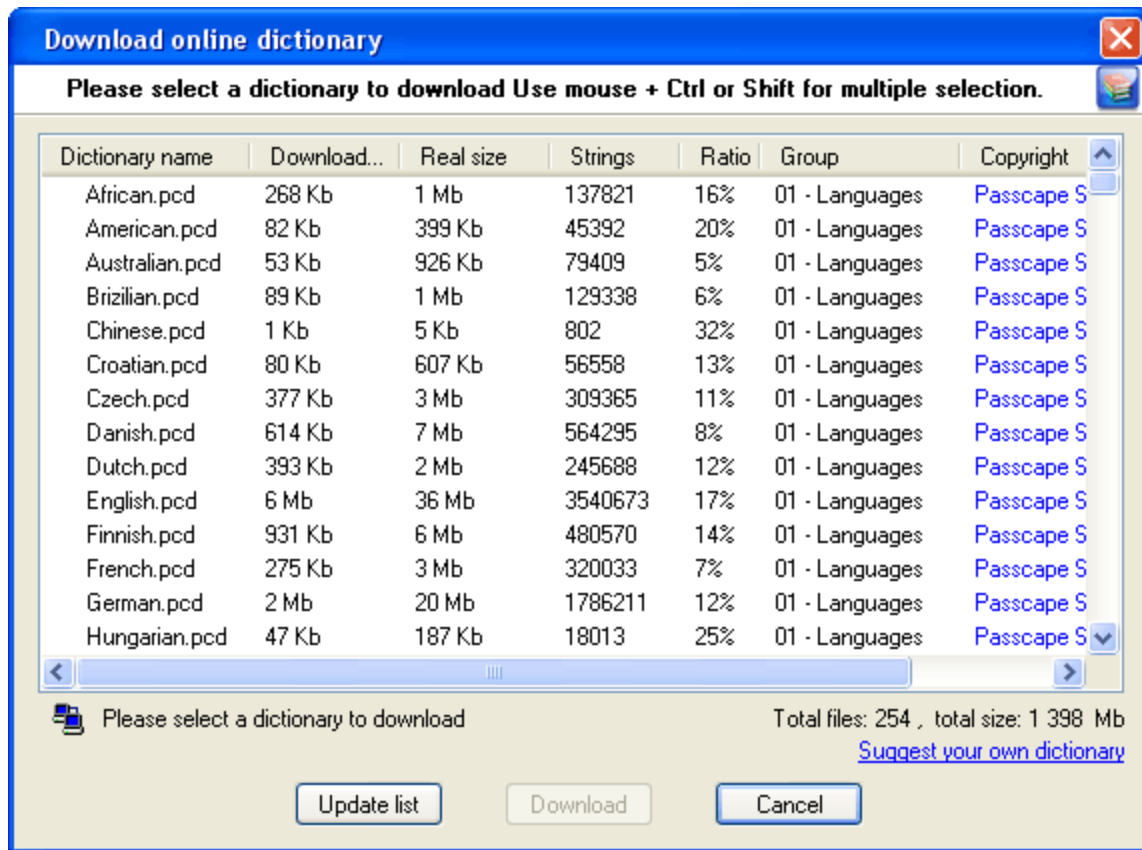 Download online dictionary
Please select a dictionary to download Use mouse + Ctrl or Shift for multiple selection.
Dictionary name Download... Real size Strings Ratio Group Copyright
African.pcd 268 Kb 1 Mb 137821 16% 01 - Languages Passcape S
American.pcd 82 Kb 399 Kb 45392 20% 01 - Languages Passcape S
Australian.pcd 53 Kb 926 Kb 79409 5% 01 - Languages Passcape S
Brizilian.pcd 89 Kb 1 Mb 129338 6% 01 - Languages Passcape S
Chinese.pcd 1 Kb 5 Kb 802 32% 01 - Languages Passcape S
Croatian.pcd 80 Kb 607 Kb 56558 13% 01 - Languages Passcape S
Czech.pcd 377 Kb 3 Mb 309365 11% 01 - Languages Passcape S
Danish.pcd 614 Kb 7 Mb 564295 8% 01 - Languages Passcape S
Dutch.pcd 393 Kb 2 Mb 245688 12% 01 - Languages Passcape S
English.pcd 6 Mb 36 Mb 3540673 17% 01 - Languages Passcape S
Finnish.pcd 931 Kb 6 Mb 480570 14% 01 - Languages Passcape S
French.pcd 275 Kb 3 Mb 320033 7% 01 - Languages Passcape S
German.pcd 2 Mb 20 Mb 1786211 12% 01 - Languages Passcape S
Hungarian.pcd 47 Kb 187 Kb 18013 25% 01 - Languages Passcape S
Please select a dictionary to download Total files: 254 , total size: 1 398 Mb
Suggest your own dictionary
Update list Download Cancel